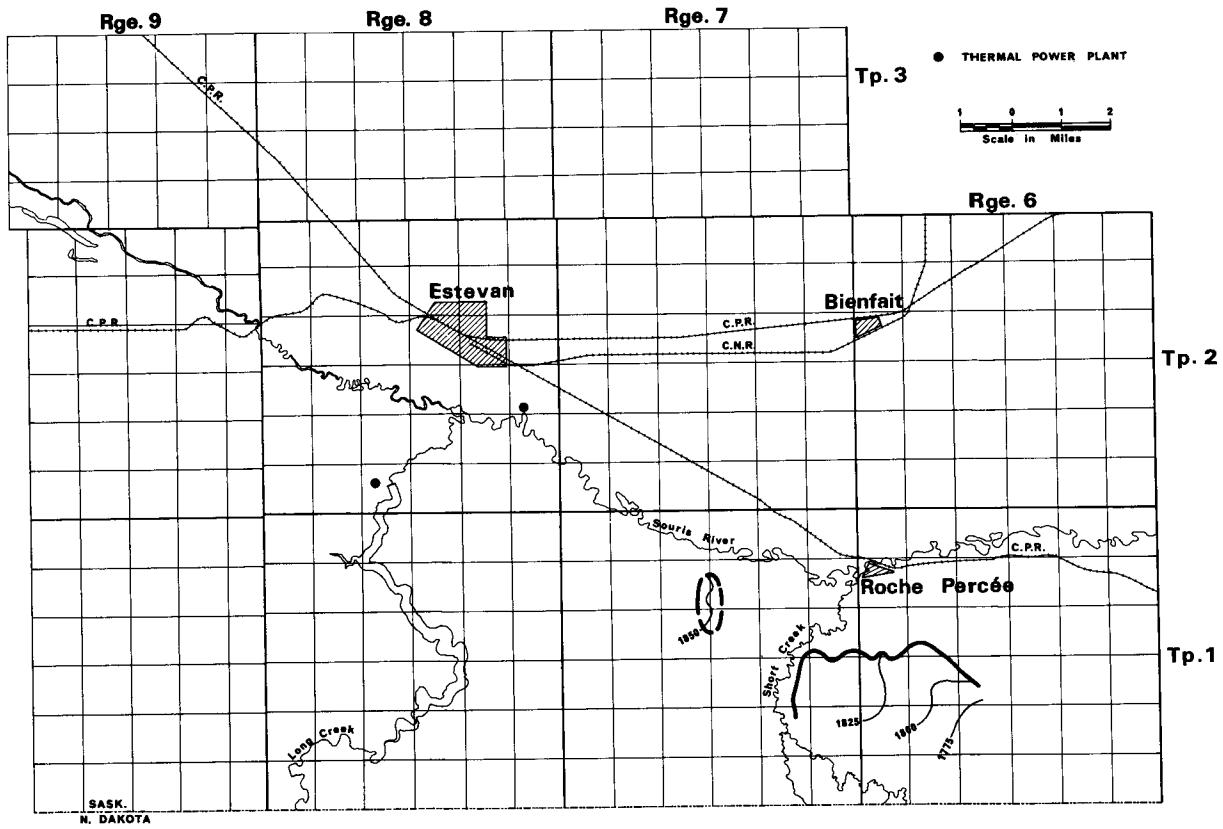 Rge. 9
Rge. 8
Rge. 7
C.P.R.
Tp. 3
THERMAL POWER PLANT
1 0 1 2
Scale in Miles
Rge. 6
Estevan
Bienfait
C.P.R.
C.P.R.
C.N.R.
Tp. 2
Souris River
C.P.R.
Roche Percée
1850
Short Creek
Tp. 1
1825
1800
1775
Long Creek
SASK.
N. DAKOTA